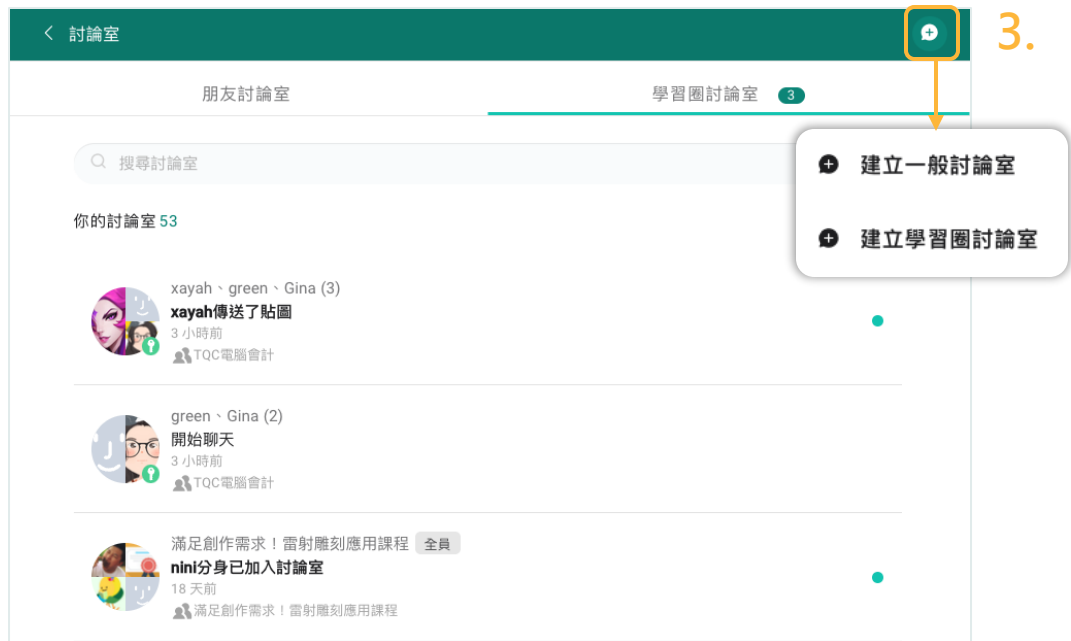 討論室
3.
朋友討論室
學習圈討論室 3
搜尋討論室
建立一般討論室
建立學習圈討論室
你的討論室 53
xayah、green、Gina (3)
xayah傳送了貼圖
3 小時前
TQC電腦會計
green、Gina (2)
開始聊天
3 小時前
TQC電腦會計
滿足創作需求！雷射雕刻應用課程 全員
nini分身已加入討論室
18 天前
滿足創作需求！雷射雕刻應用課程